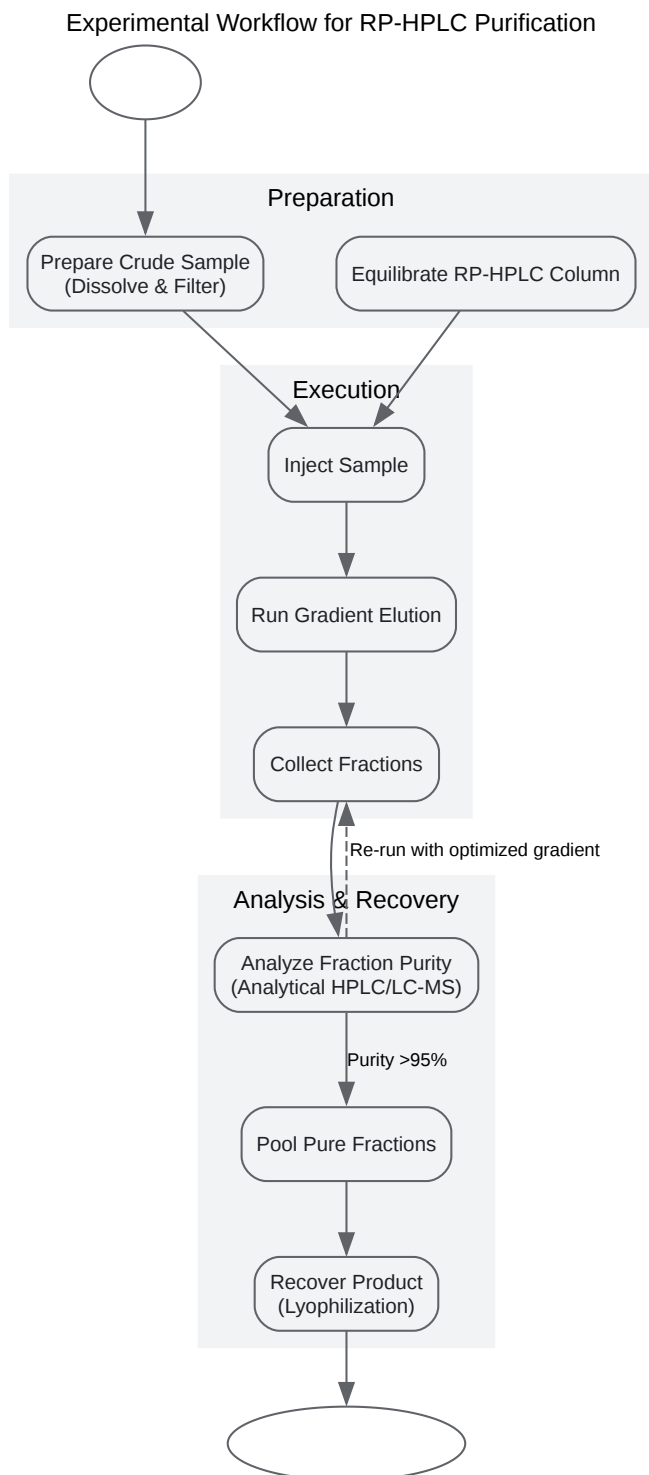 Experimental Workflow for RP-HPLC Purification
Preparation
Prepare Crude Sample
(Dissolve & Filter)
Equilibrate RP-HPLC Column
Execution
Inject Sample
Run Gradient Elution
Collect Fractions
Re-run with optimized gradient
Analysis & Recovery
Analyze Fraction Purity
(Analytical HPLC/LC-MS)
Purity >95%
Pool Pure Fractions
Recover Product
(Lyophilization)